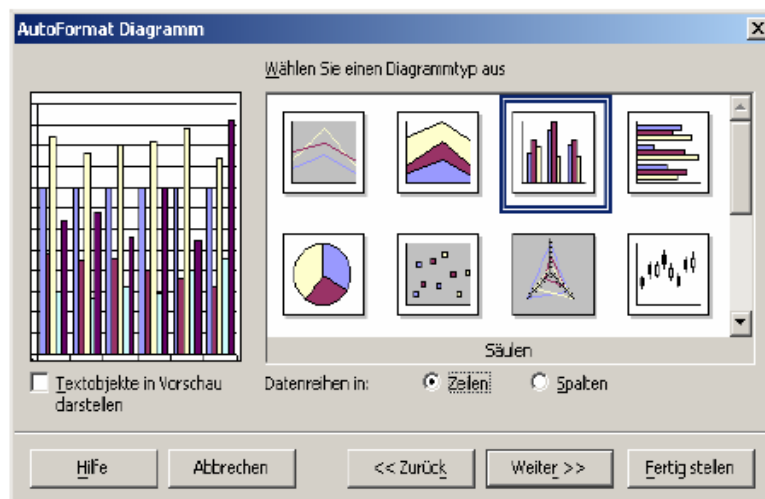 AutoFormat Diagramm
Wählen Sie einen Diagrammtyp aus
Säulen
Textobjekte in Vorschau
darstellen
Datenreihen in:
Zeilen
Spalten
Hilfe
Abbrechen
<< Zurück
Weiter >>
Fertig stellen